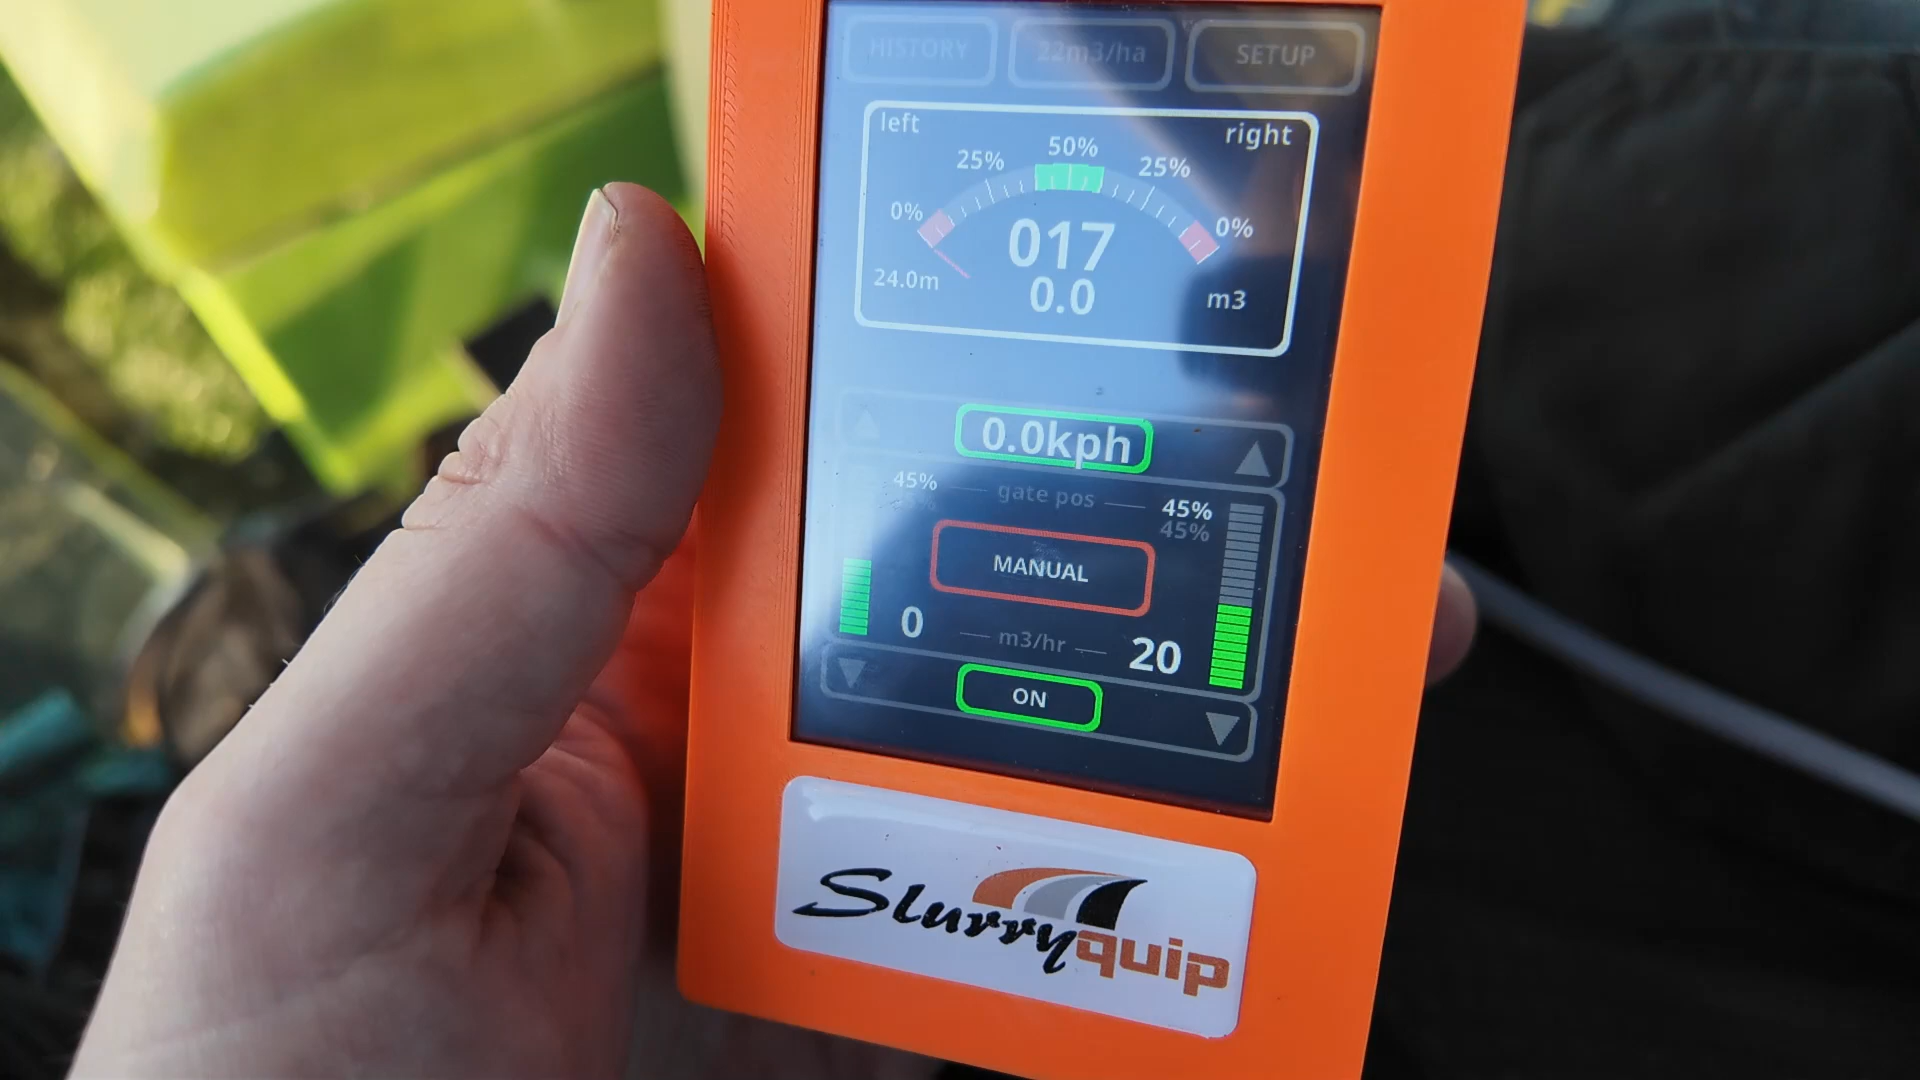 HISTORY 22m3/ha SETUP
left right
25% 50% 25%
0% 0%
017
24.0m 0.0 m3
0.0kph
45% gate pos 45%
45% 45%
MANUAL
0 m3/hr 20
ON
Slurryquip